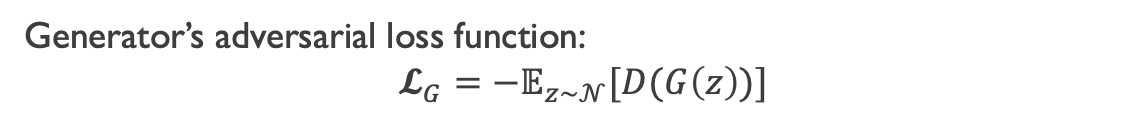 Generator’s adversarial loss function:
𝓛_G = −𝔼_{z~𝒩}[D(G(z))]